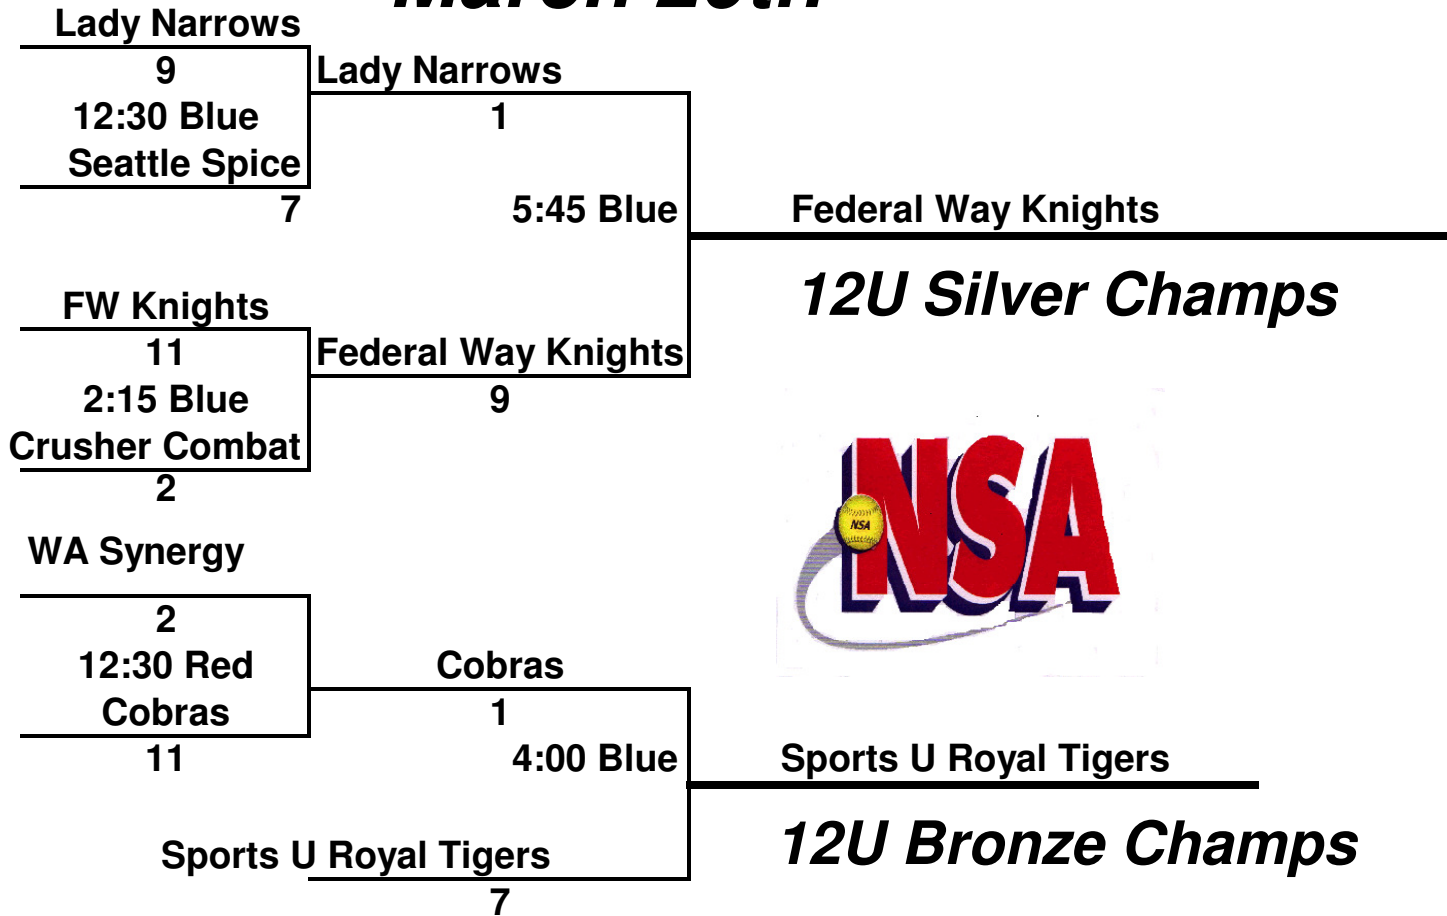 Lady Narrows
9
Lady Narrows
12:30 Blue
1
Seattle Spice
7
5:45 Blue
Federal Way Knights
12U Silver Champs
FW Knights
11
Federal Way Knights
2:15 Blue
9
Crusher Combat
2
NSA
NSA
WA Synergy
2
12:30 Red
Cobras
Cobras
1
11
4:00 Blue
Sports U Royal Tigers
12U Bronze Champs
Sports U Royal Tigers
7